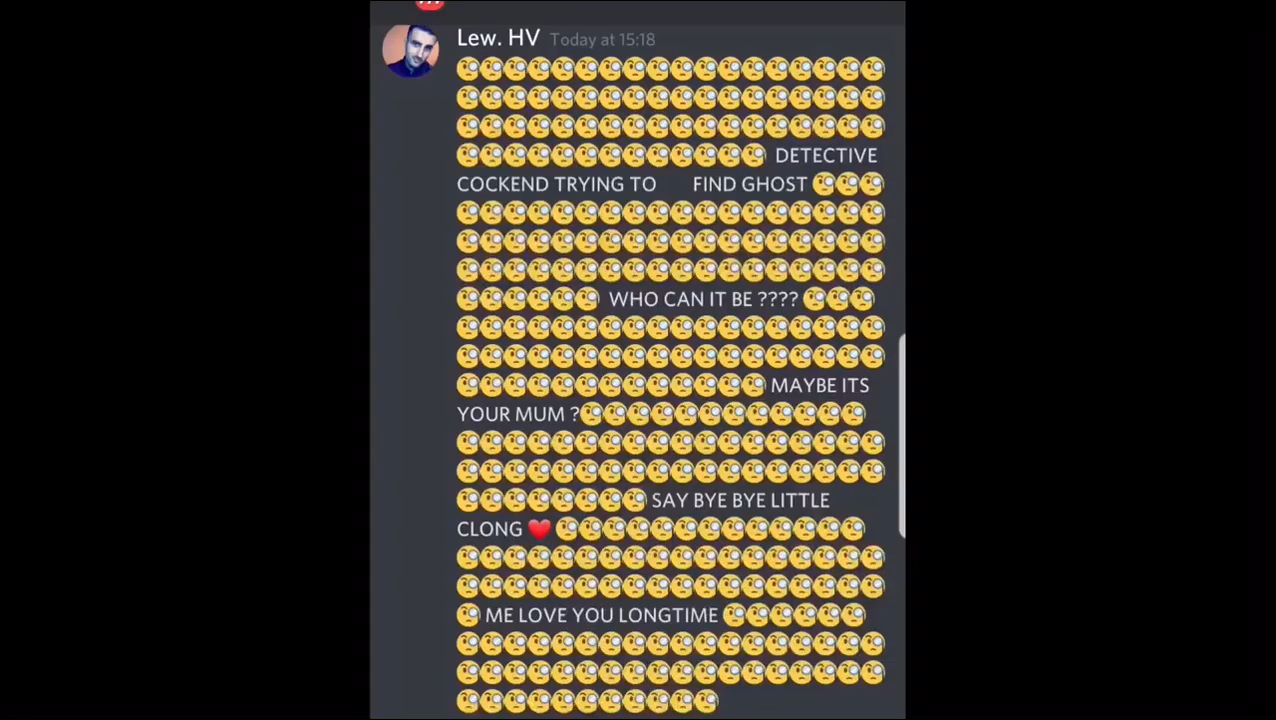 Lew. HV Today at 15:18
DETECTIVE
COCKEND TRYING TO FIND GHOST
WHO CAN IT BE ????
MAYBE ITS
YOUR MUM ?
SAY BYE BYE LITTLE
CLONG ❤️
ME LOVE YOU LONGTIME